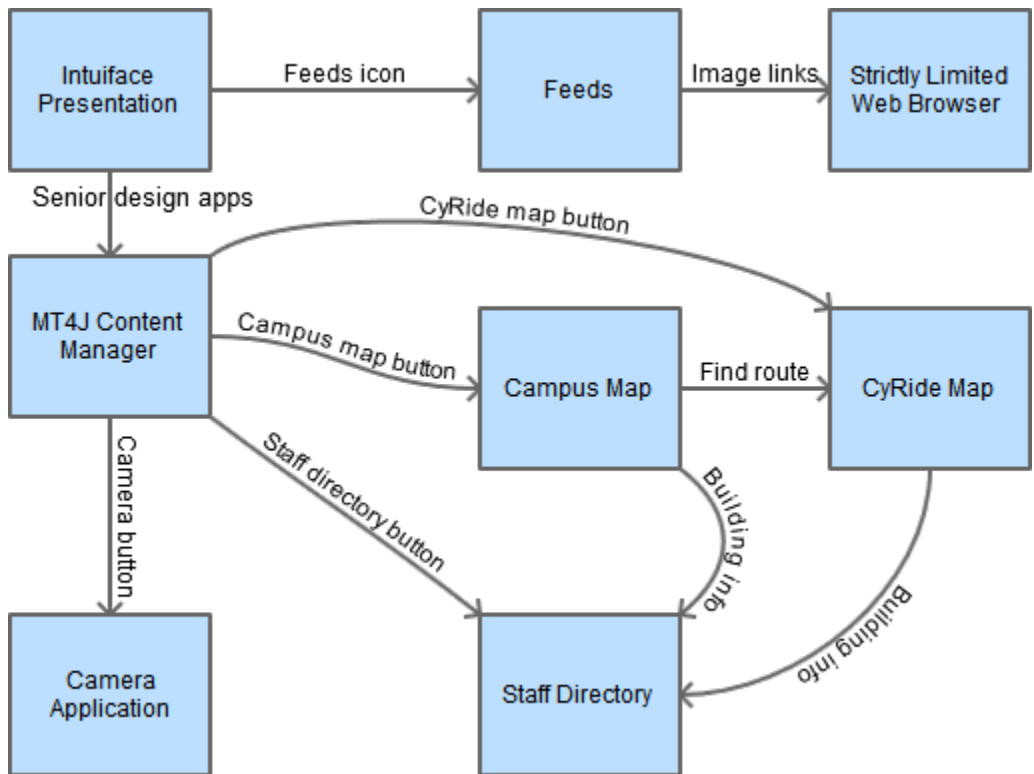 Intuiface
Presentation
Feeds icon
Feeds
Image links
Strictly Limited
Web Browser
Senior design apps
CyRide map button
MT4J Content
Manager
Campus map button
Campus Map
Find route
CyRide Map
Camera button
Staff directory button
Building info
Building info
Camera
Application
Staff Directory